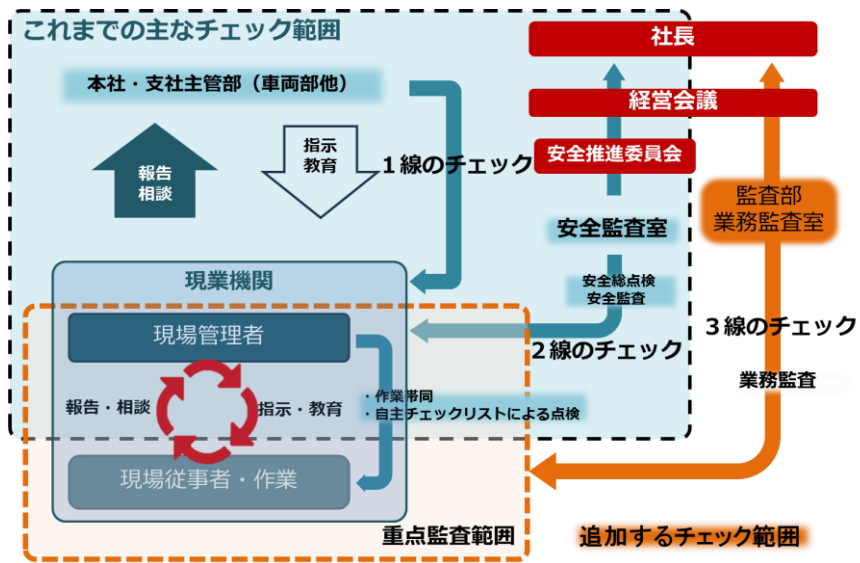 これまでの主なチェック範囲
社長
本社・支社主管部（車両部他）
経営会議
指示
教育
1線のチェック
安全推進委員会
報告
相談
監査部
業務監査室
安全監査室
現業機関
安全総点検
安全監査
現場管理者
2線のチェック
3線のチェック
業務監査
報告・相談
指示・教育
・作業帯同
・自主チェックリストによる点検
現場従事者・作業
重点監査範囲
追加するチェック範囲